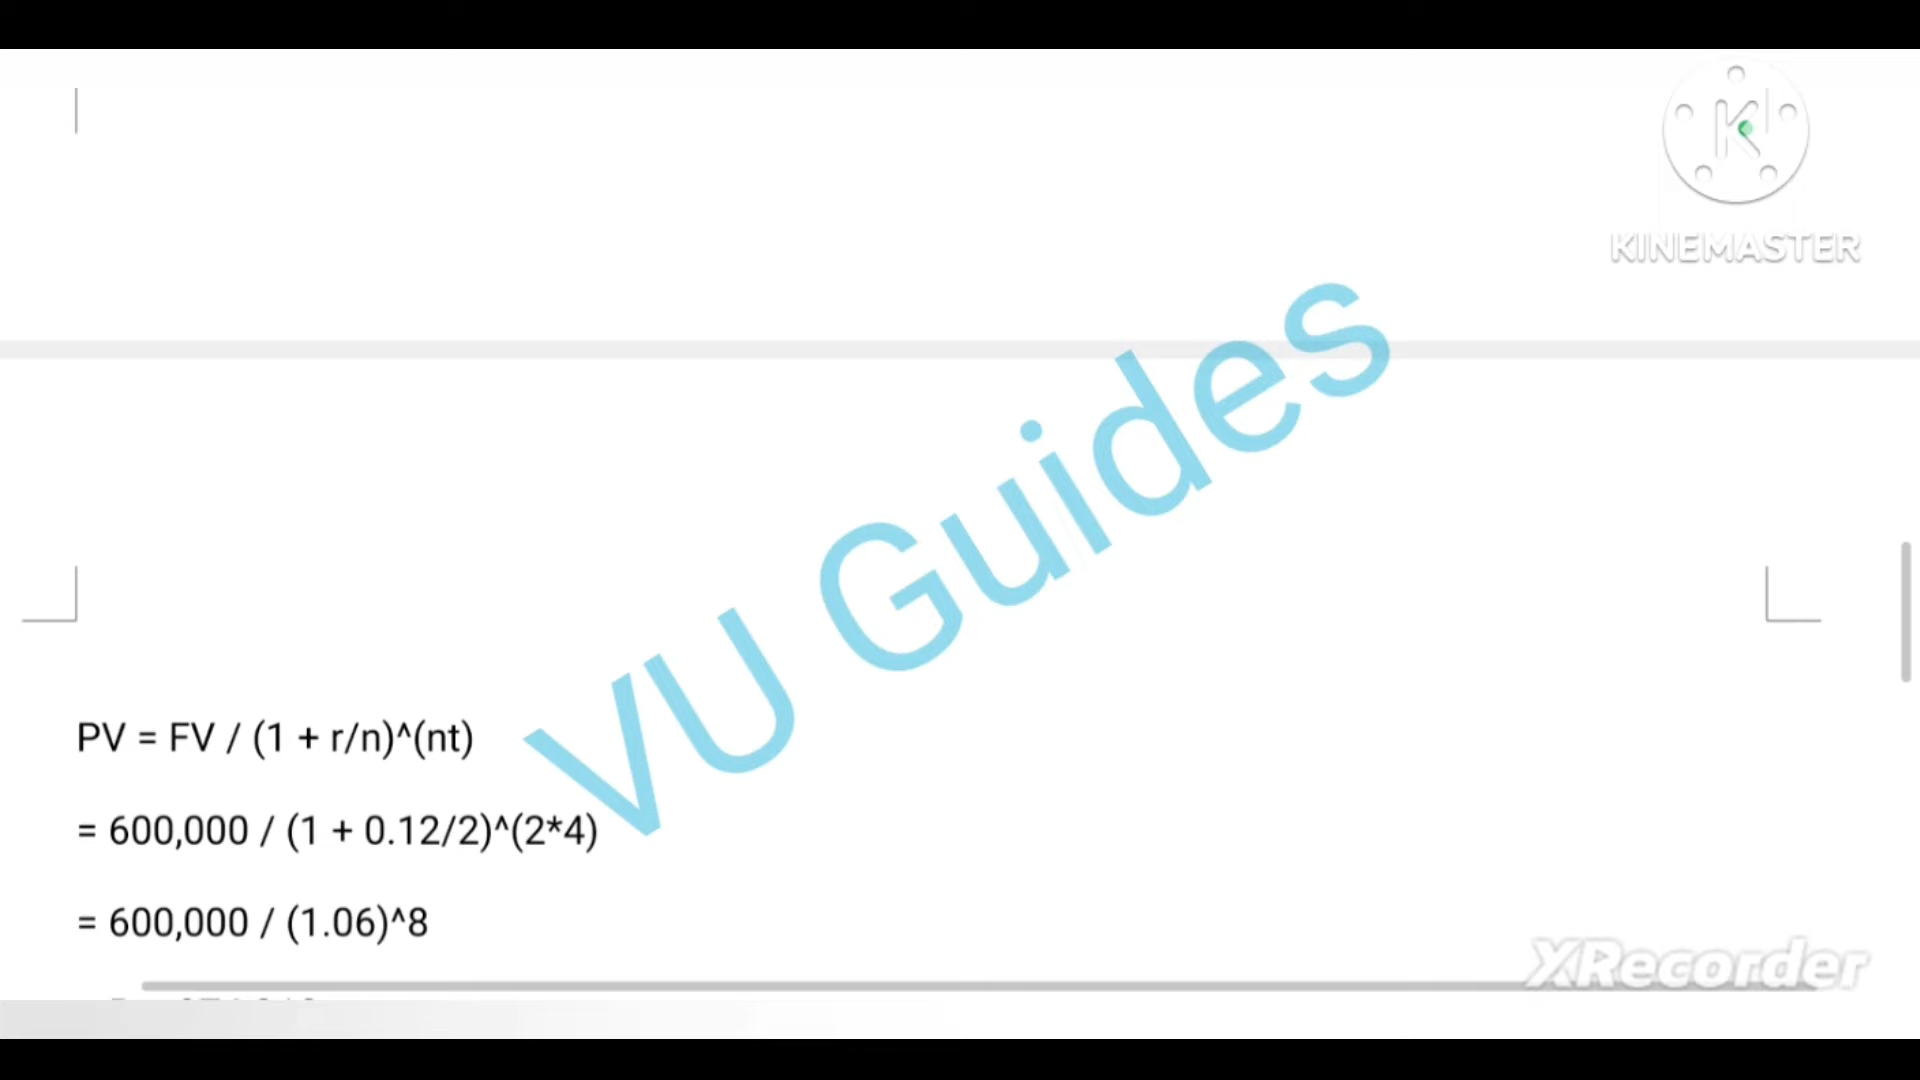 KINEMASTER
VU Guides
PV = FV / (1 + r/n)^(nt)
= 600,000 / (1 + 0.12/2)^(2*4)
= 600,000 / (1.06)^8
XRecorder